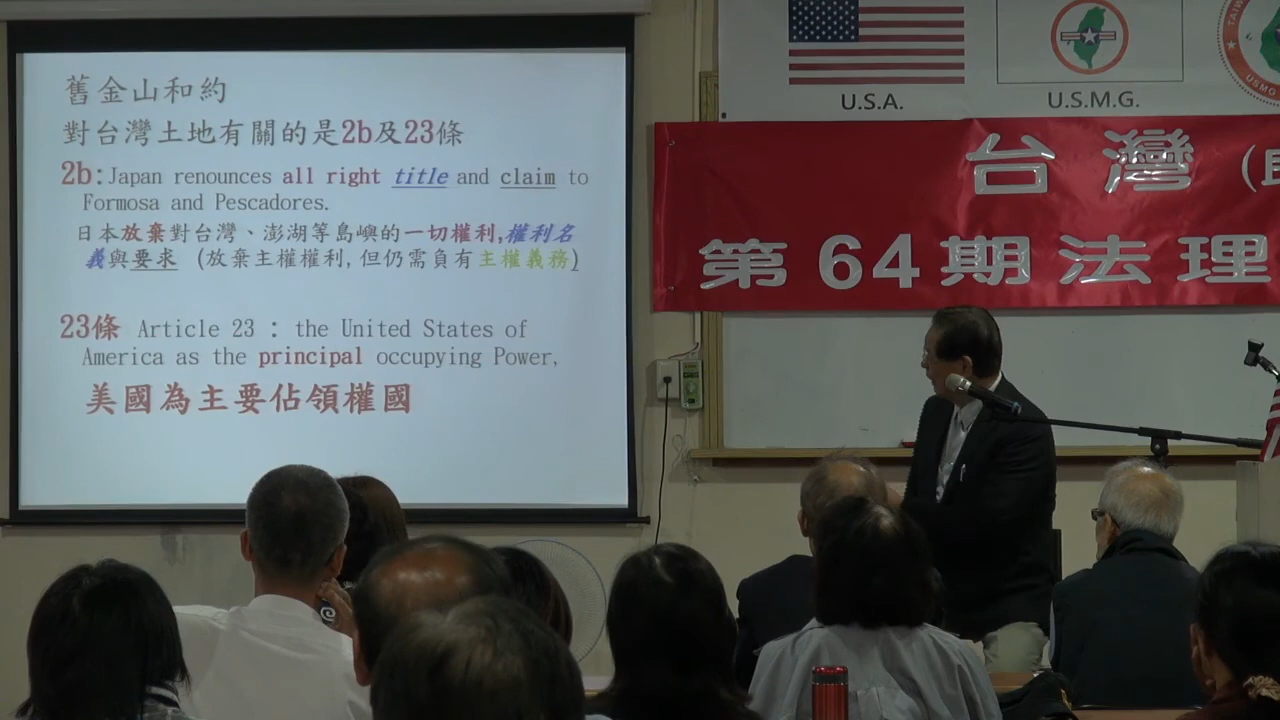 舊金山和約
對台灣土地有關的是2b及23條
2b:Japan renounces all right title and claim to
Formosa and Pescadores.
日本放棄對台灣、澎湖等島嶼的一切權利,權利名
義與要求 (放棄主權權利,但仍需負有主權義務)
23條 Article 23 : the United States of
America as the principal occupying Power,
美國為主要佔領權國
U.S.A.
U.S.M.G.
USMG
台灣(
第64期法理